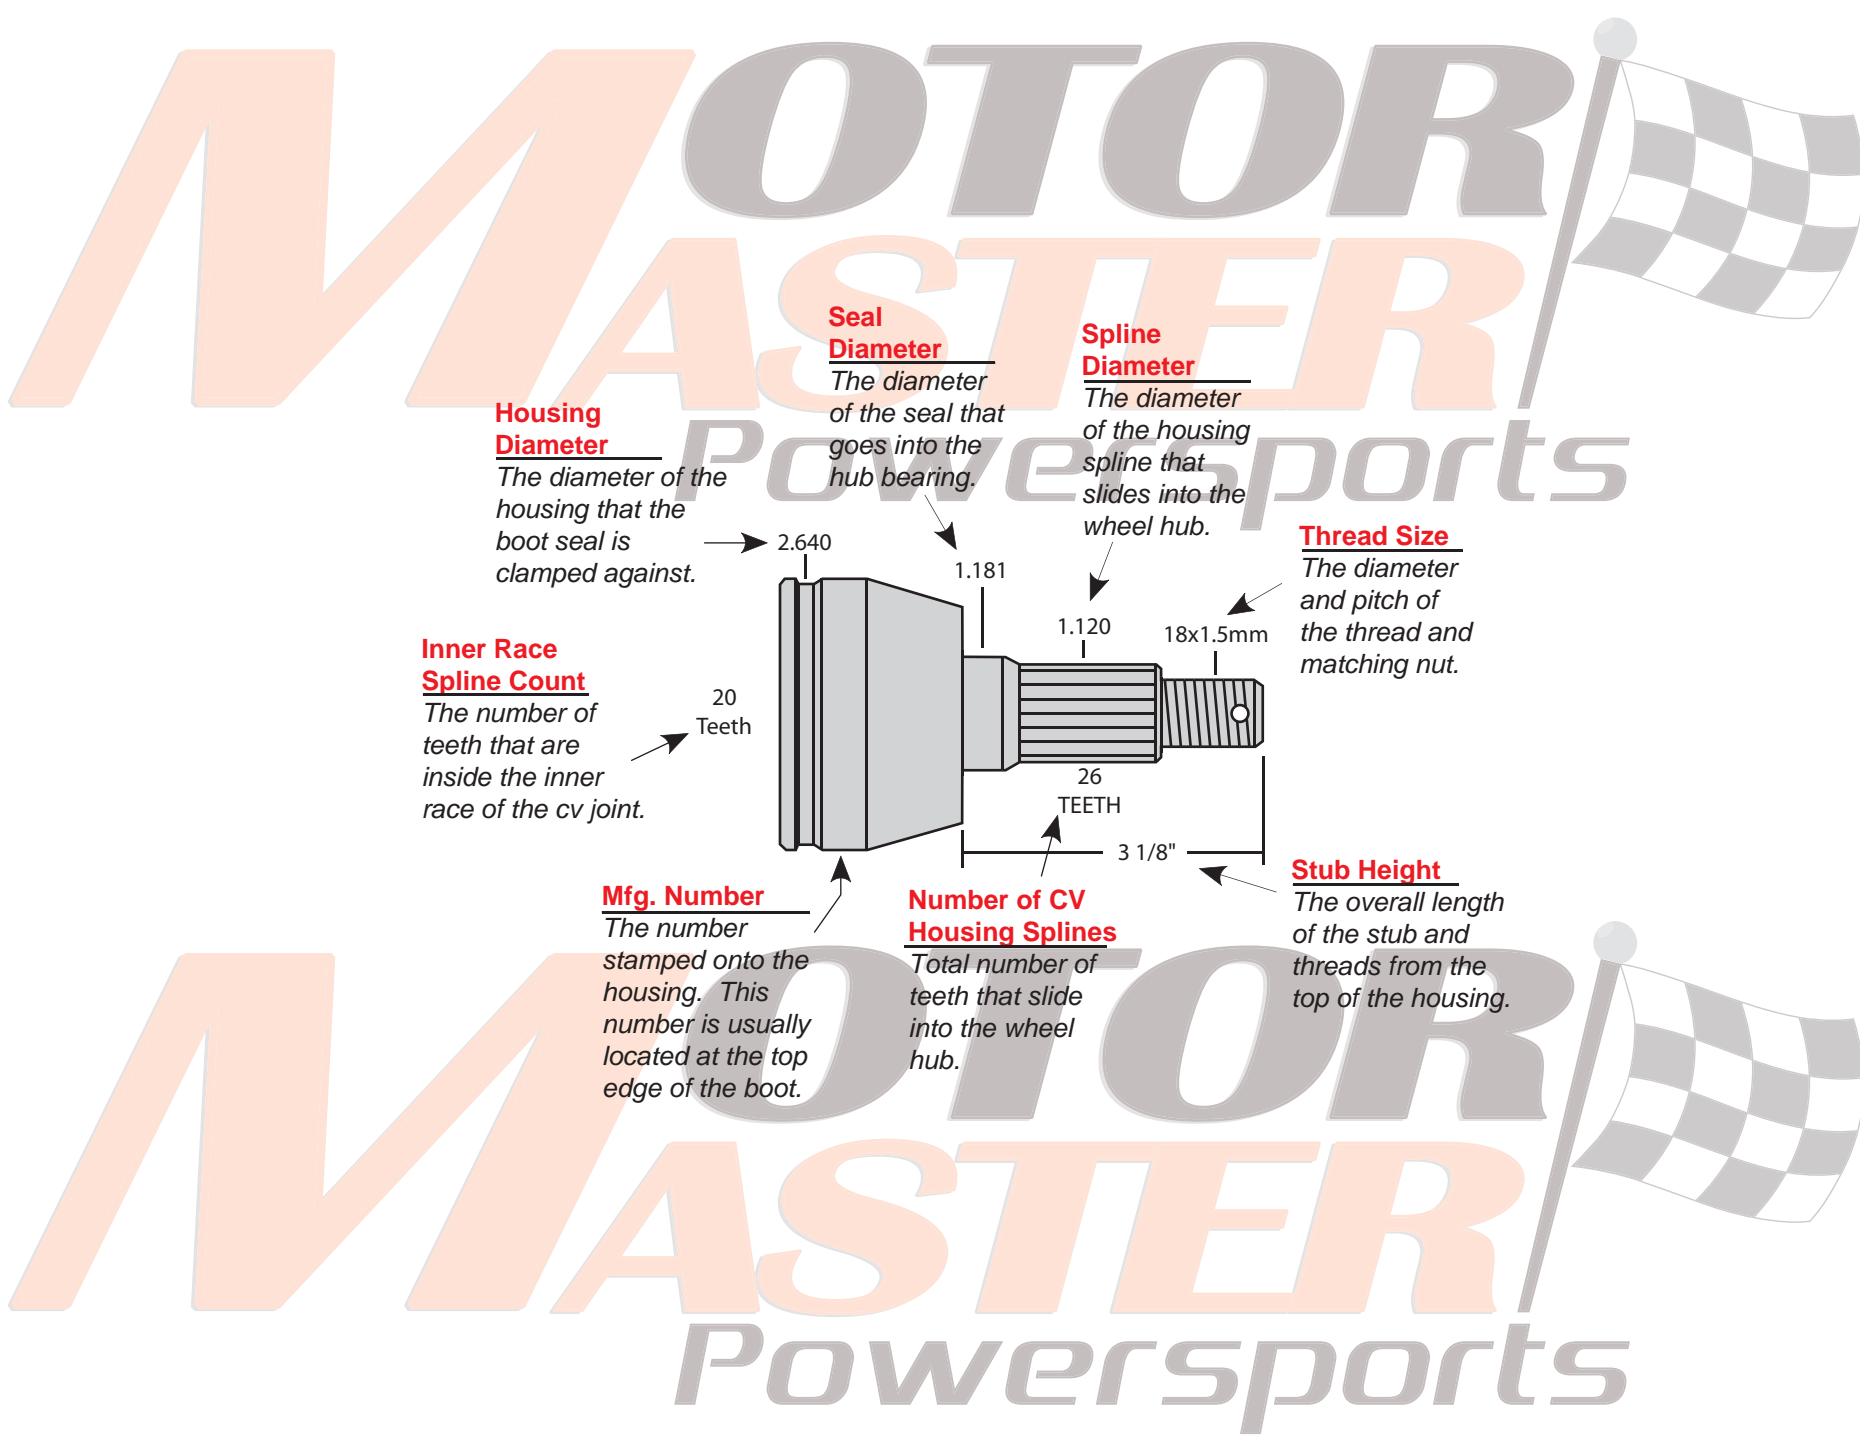 MOTOR
MASTER
Powersports
Seal
Diameter
The diameter
of the seal that
goes into the
hub bearing.
Spline
Diameter
The diameter
of the housing
spline that
slides into the
wheel hub.
Housing
Diameter
The diameter of the
housing that the
boot seal is
clamped against.
2.640
1.181
1.120
18x1.5mm
Thread Size
The diameter
and pitch of
the thread and
matching nut.
Inner Race
Spline Count
The number of
teeth that are
inside the inner
race of the cv joint.
20
Teeth
26
TEETH
3 1/8"
Mfg. Number
The number
stamped onto the
housing. This
number is usually
located at the top
edge of the boot.
Number of CV
Housing Splines
Total number of
teeth that slide
into the wheel
hub.
Stub Height
The overall length
of the stub and
threads from the
top of the housing.
MOTOR
MASTER
Powersports